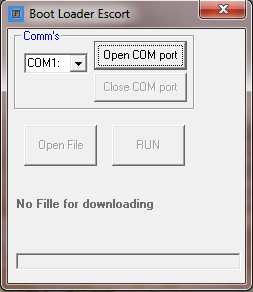 Boot Loader Escort
Comm's
COM1:
Open COM port
Close COM port
Open File
RUN
No Fille for downloading